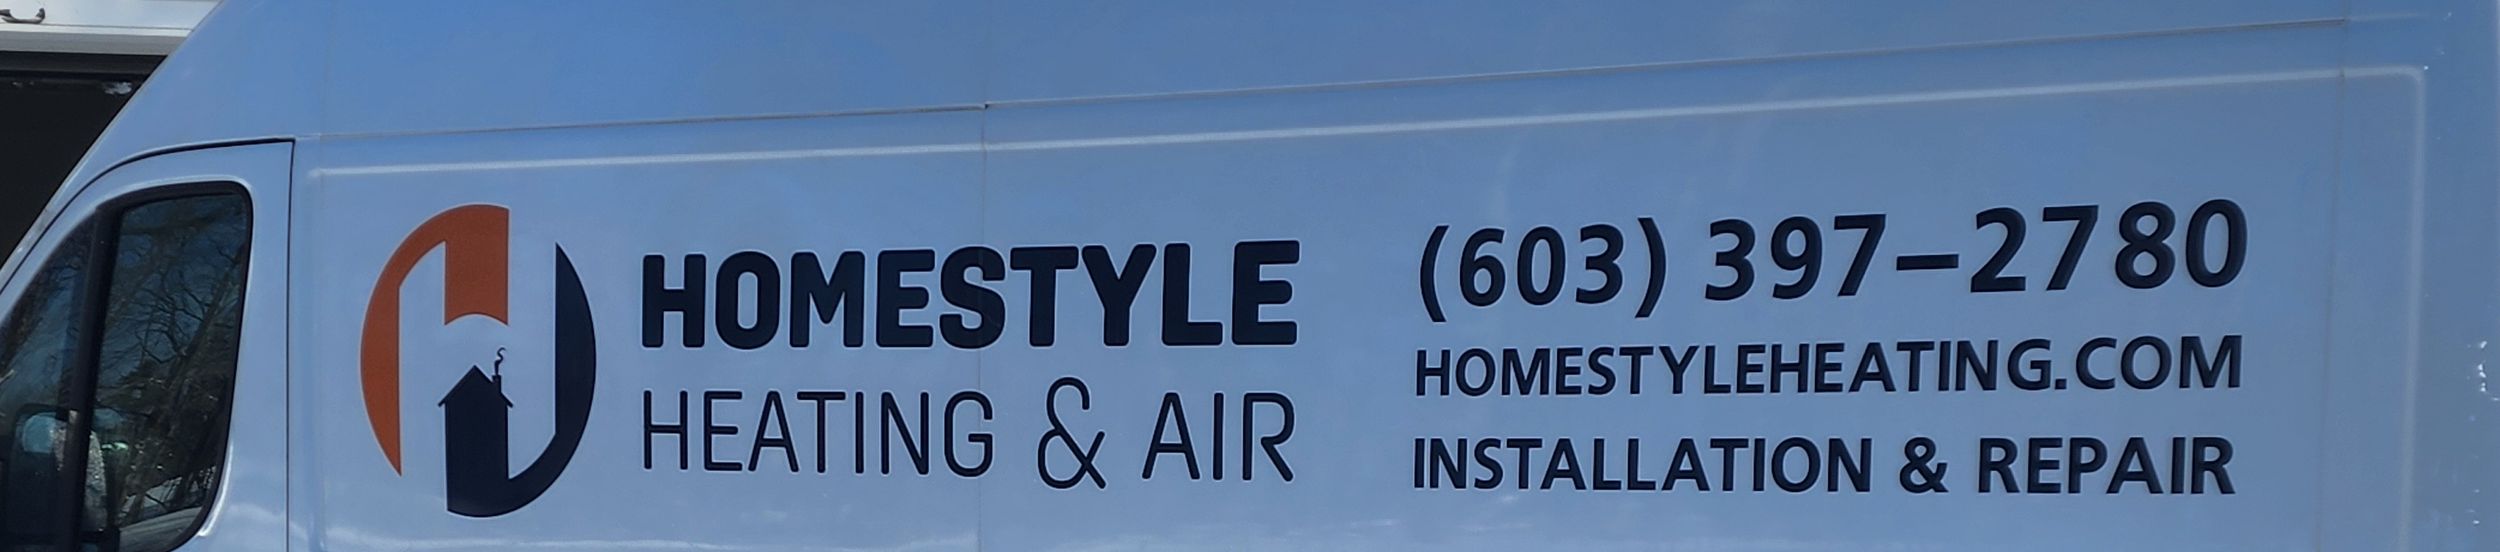 HOMESTYLE
HEATING & AIR
(603) 397-2780
HOMESTYLEHEATING.COM
INSTALLATION & REPAIR